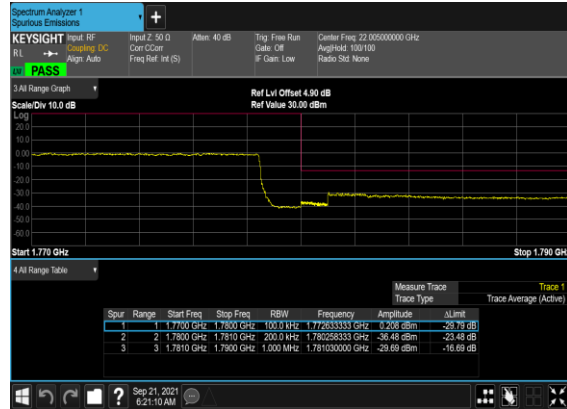 Spectrum Analyzer 1
Spurious Emissions
KEYSIGHT Input: RF Input Z: 50 Ω Atten: 40 dB Trig: Free Run Center Freq: 22.005000000 GHz
RL Coupling: DC Corr CCorr Gate: Off Avg|Hold: 100/100
Align: Auto Freq Ref: Int (S) IF Gain: Low Radio Std: None
PASS
3 All Range Graph
Ref Lvl Offset 4.90 dB
Scale/Div 10.0 dB Ref Value 30.00 dBm
Log
20.0
10.0
0.00
-10.0
-20.0
-30.0
-40.0
-50.0
-60.0
Start 1.770 GHz Stop 1.790 GH
4 All Range Table
Measure Trace Trace 1
Trace Type Trace Average (Active)
Spur Range Start Freq Stop Freq RBW Frequency Amplitude ΔLimit
1 1 1.7700 GHz 1.7800 GHz 100.0 kHz 1.772633333 GHz 0.208 dBm -29.79 dB
2 2 1.7800 GHz 1.7810 GHz 200.0 kHz 1.780258333 GHz -36.48 dBm -23.48 dB
3 3 1.7810 GHz 1.7900 GHz 1.000 MHz 1.781030000 GHz -29.69 dBm -16.69 dB
? Sep 21, 2021
6:21:10 AM